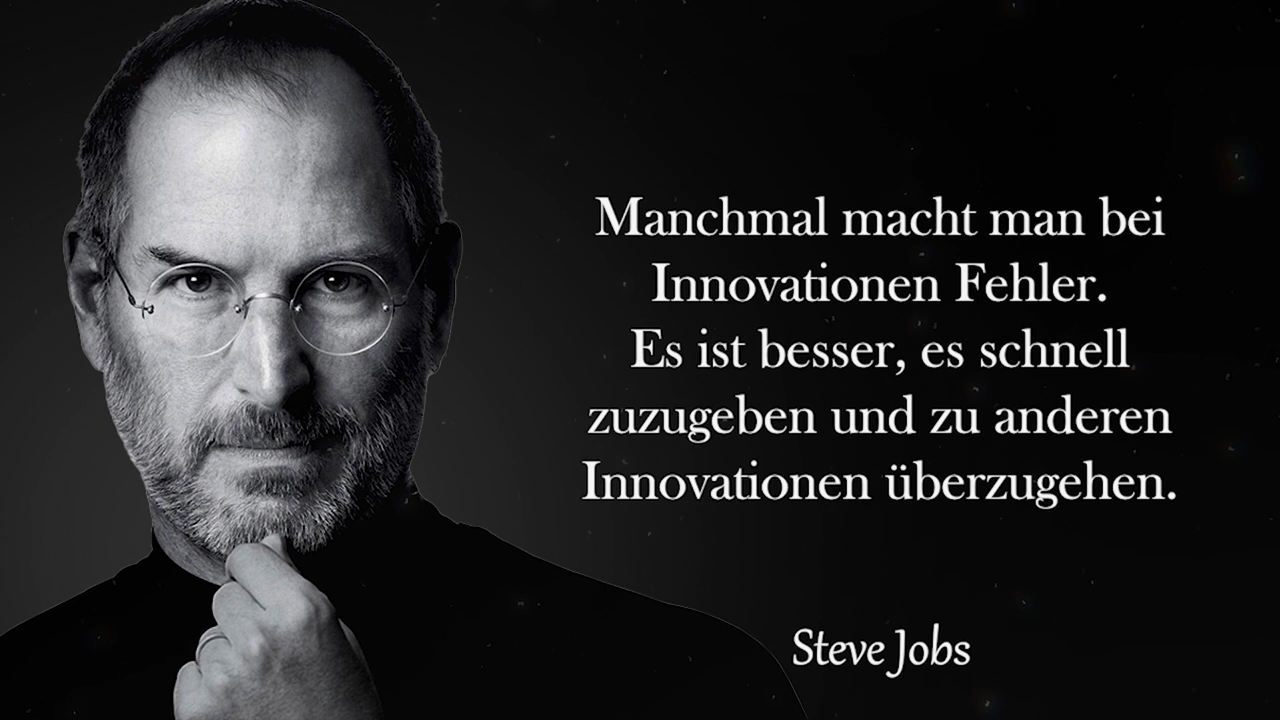 Manchmal macht man bei
Innovationen Fehler.
Es ist besser, es schnell
zuzugeben und zu anderen
Innovationen überzugehen.
Steve Jobs